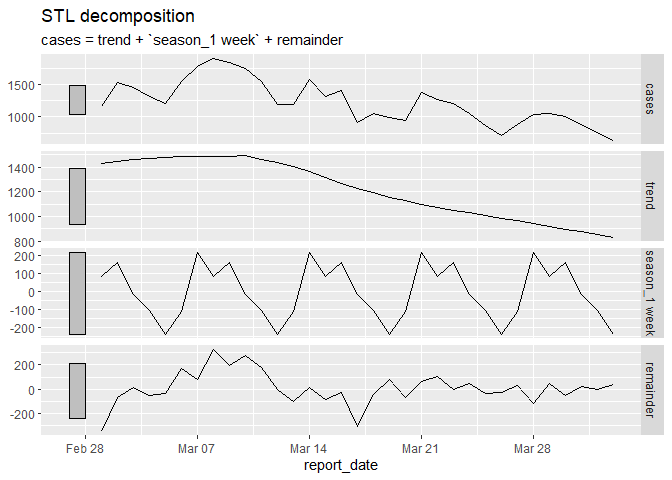 STL decomposition
cases = trend + `season_1 week` + remainder
1500
1000
cases
1400
1200
1000
800
trend
200
100
0
-100
-200
season_1 week
200
0
-200
remainder
Feb 28 Mar 07 Mar 14 Mar 21 Mar 28
report_date